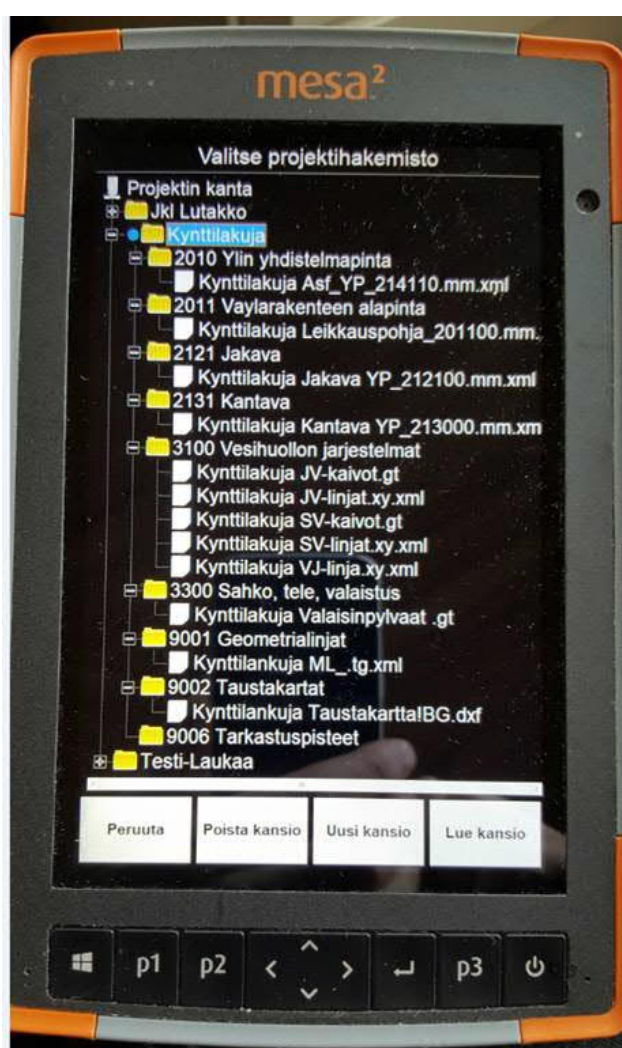 mesa²
Valitse projektihakemisto
Projektin kanta
Jkl Lutakko
Kynttilakuja
2010 Ylin yhdistelmapinta
Kynttilakuja Asf_YP_214110.mm.xml
2011 Vaylarakenteen alapinta
Kynttilakuja Leikkauspohja_201100.mm.
2121 Jakava
Kynttilakuja Jakava YP_212100.mm.xml
2131 Kantava
Kynttilakuja Kantava YP_213000.mm.xm
3100 Vesihuollon jarjestelmat
Kynttilakuja JV-kaivot.gt
Kynttilakuja JV-linjat.xy.xml
Kynttilakuja SV-kaivot.gt
Kynttilakuja SV-linjat.xy.xml
Kynttilakuja VJ-linja.xy.xml
3300 Sahko, tele, valaistus
Kynttilakuja Valaisinpylvaat .gt
9001 Geometrialinjat
Kynttilankuja ML_.tg.xml
9002 Taustakartat
Kynttilankuja Taustakartta!BG.dxf
9006 Tarkastuspisteet
Testi-Laukaa
Peruuta Poista kansio Uusi kansio Lue kansio
p1 p2 p3